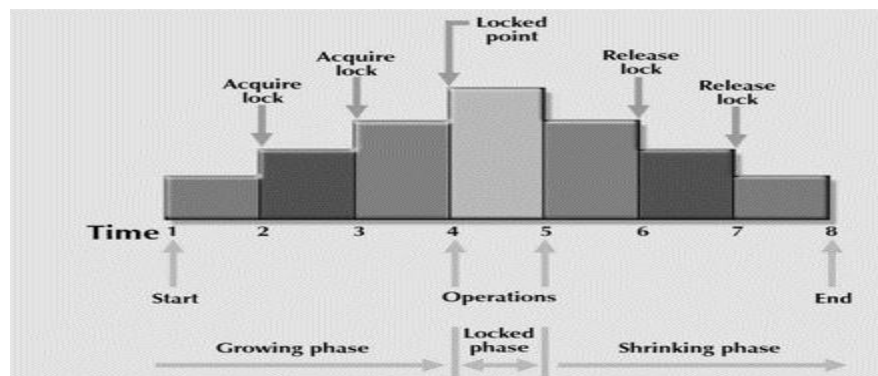 Locked
point
Acquire
lock
Acquire
lock
Release
lock
Release
lock
Time 1 2 3 4 5 6 7 8
Start Operations End
Growing phase
Locked
phase
Shrinking phase